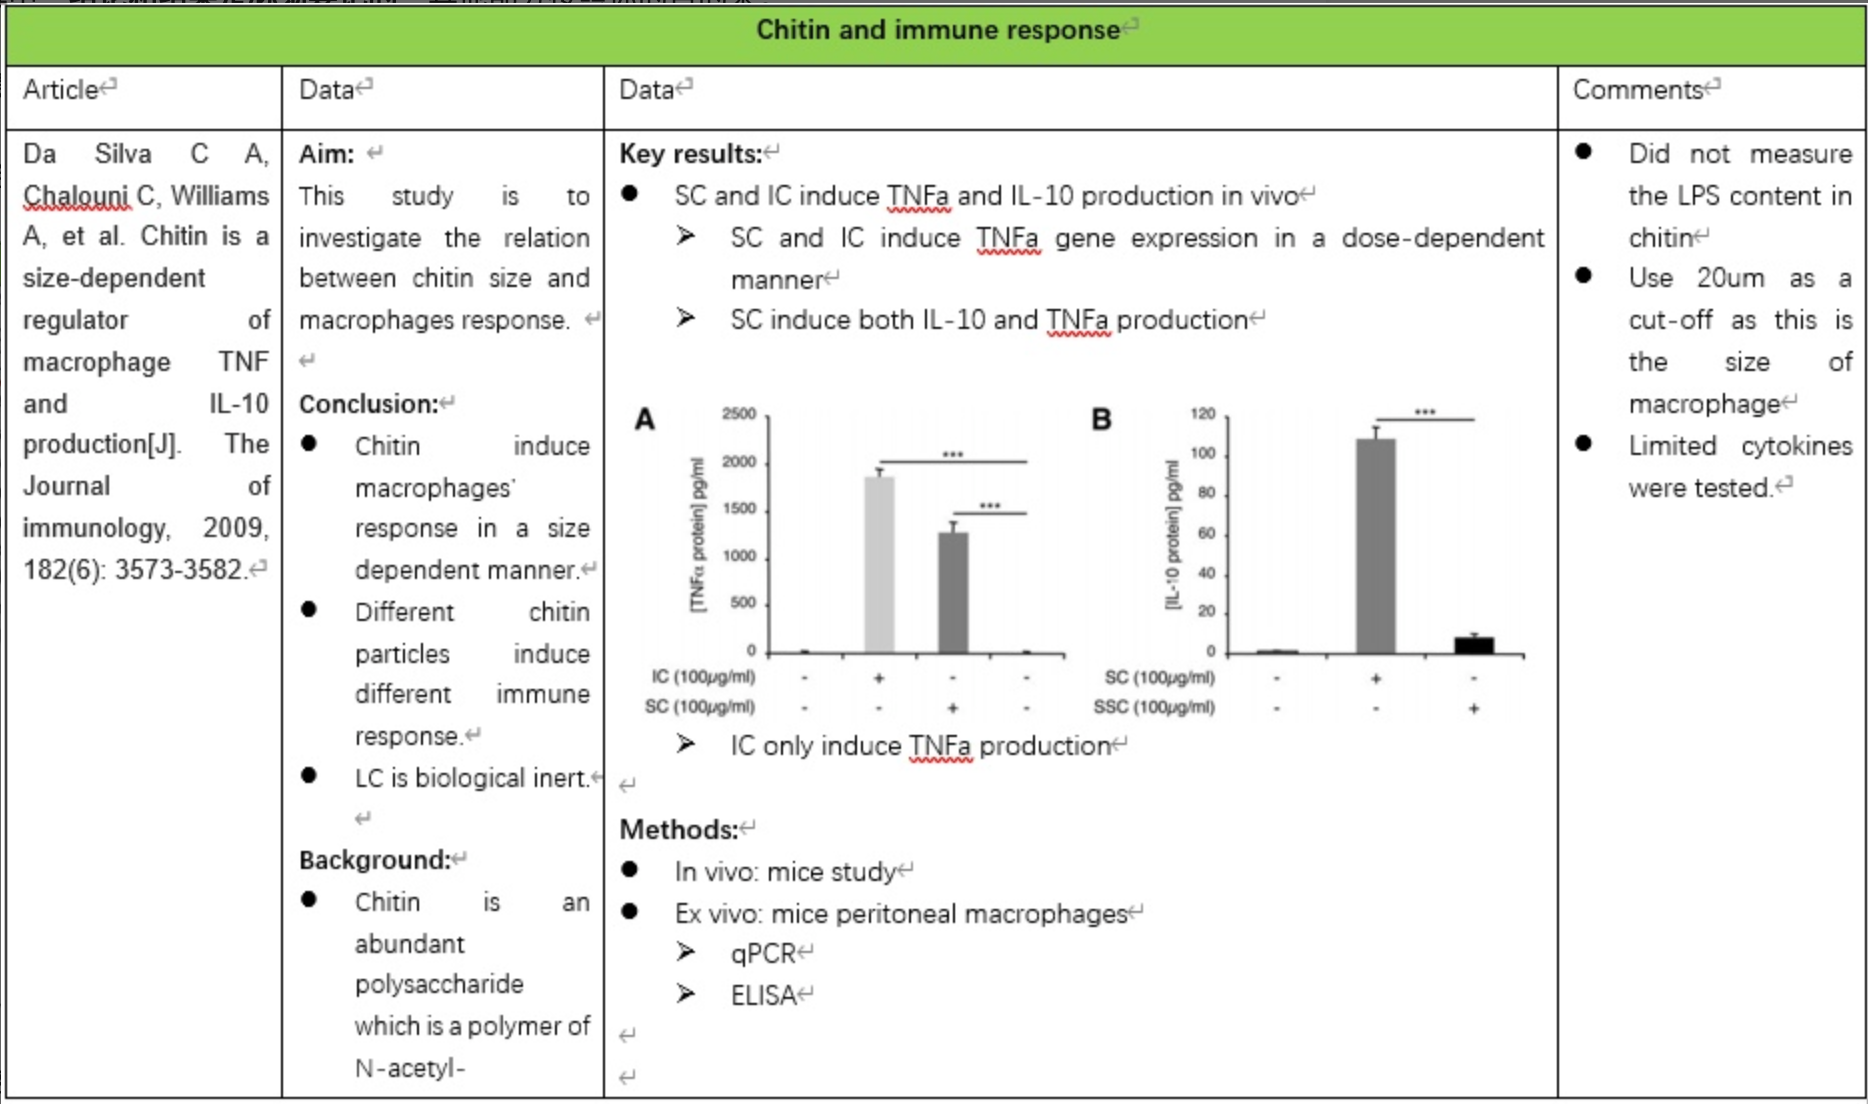 Chitin and immune response
Article
Data
Data
Comments
Da Silva C A,
Chalouni C, Williams
A, et al. Chitin is a
size-dependent
regulator of
macrophage TNF
and IL-10
production[J]. The
Journal of
immunology, 2009,
182(6): 3573-3582.
Aim:
This study is to
investigate the relation
between chitin size and
macrophages response.
Conclusion:
● Chitin induce
macrophages'
response in a size
dependent manner.
● Different chitin
particles induce
different immune
response.
● LC is biological inert.
Background:
● Chitin is an
abundant
polysaccharide
which is a polymer of
N-acetyl-
Key results:
● SC and IC induce TNFa and IL-10 production in vivo
➢ SC and IC induce TNFa gene expression in a dose-dependent
manner
➢ SC induce both IL-10 and TNFa production
A
[TNFα protein] pg/ml
2500
2000
1500
1000
500
0
***
***
IC (100µg/ml) - + - -
SC (100µg/ml) - - + -
B
[IL-10 protein] pg/ml
120
100
80
60
40
20
0
***
SC (100µg/ml) - + -
SSC (100µg/ml) - - +
➢ IC only induce TNFa production
Methods:
● In vivo: mice study
● Ex vivo: mice peritoneal macrophages
➢ qPCR
➢ ELISA
● Did not measure
the LPS content in
chitin
● Use 20um as a
cut-off as this is
the size of
macrophage
● Limited cytokines
were tested.